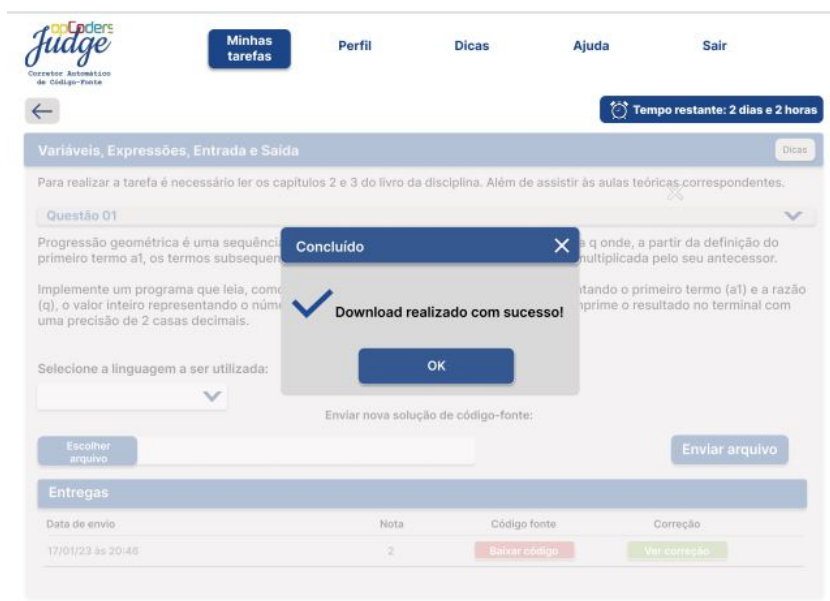 opCoders
Judge
Corretor Automático
de Código-Fonte
Minhas
tarefas
Perfil
Dicas
Ajuda
Sair
Tempo restante: 2 dias e 2 horas
Variáveis, Expressões, Entrada e Saída
Dicas
Para realizar a tarefa é necessário ler os capítulos 2 e 3 do livro da disciplina. Além de assistir às aulas teóricas correspondentes.
Questão 01
Progressão geométrica é uma sequênci
a q onde, a partir da definição do
primeiro termo a1, os termos subsequen
multiplicada pelo seu antecessor.
Implemente um programa que leia, como
tando o primeiro termo (a1) e a razão
(q), o valor inteiro representando o núme
nprime o resultado no terminal com
uma precisão de 2 casas decimais.
Concluído
Download realizado com sucesso!
OK
Selecione a linguagem a ser utilizada:
Enviar nova solução de código-fonte:
Escolher
arquivo
Enviar arquivo
Entregas
Data de envio Nota Código fonte Correção
17/01/23 às 20:46 2 Baixar código Ver correção